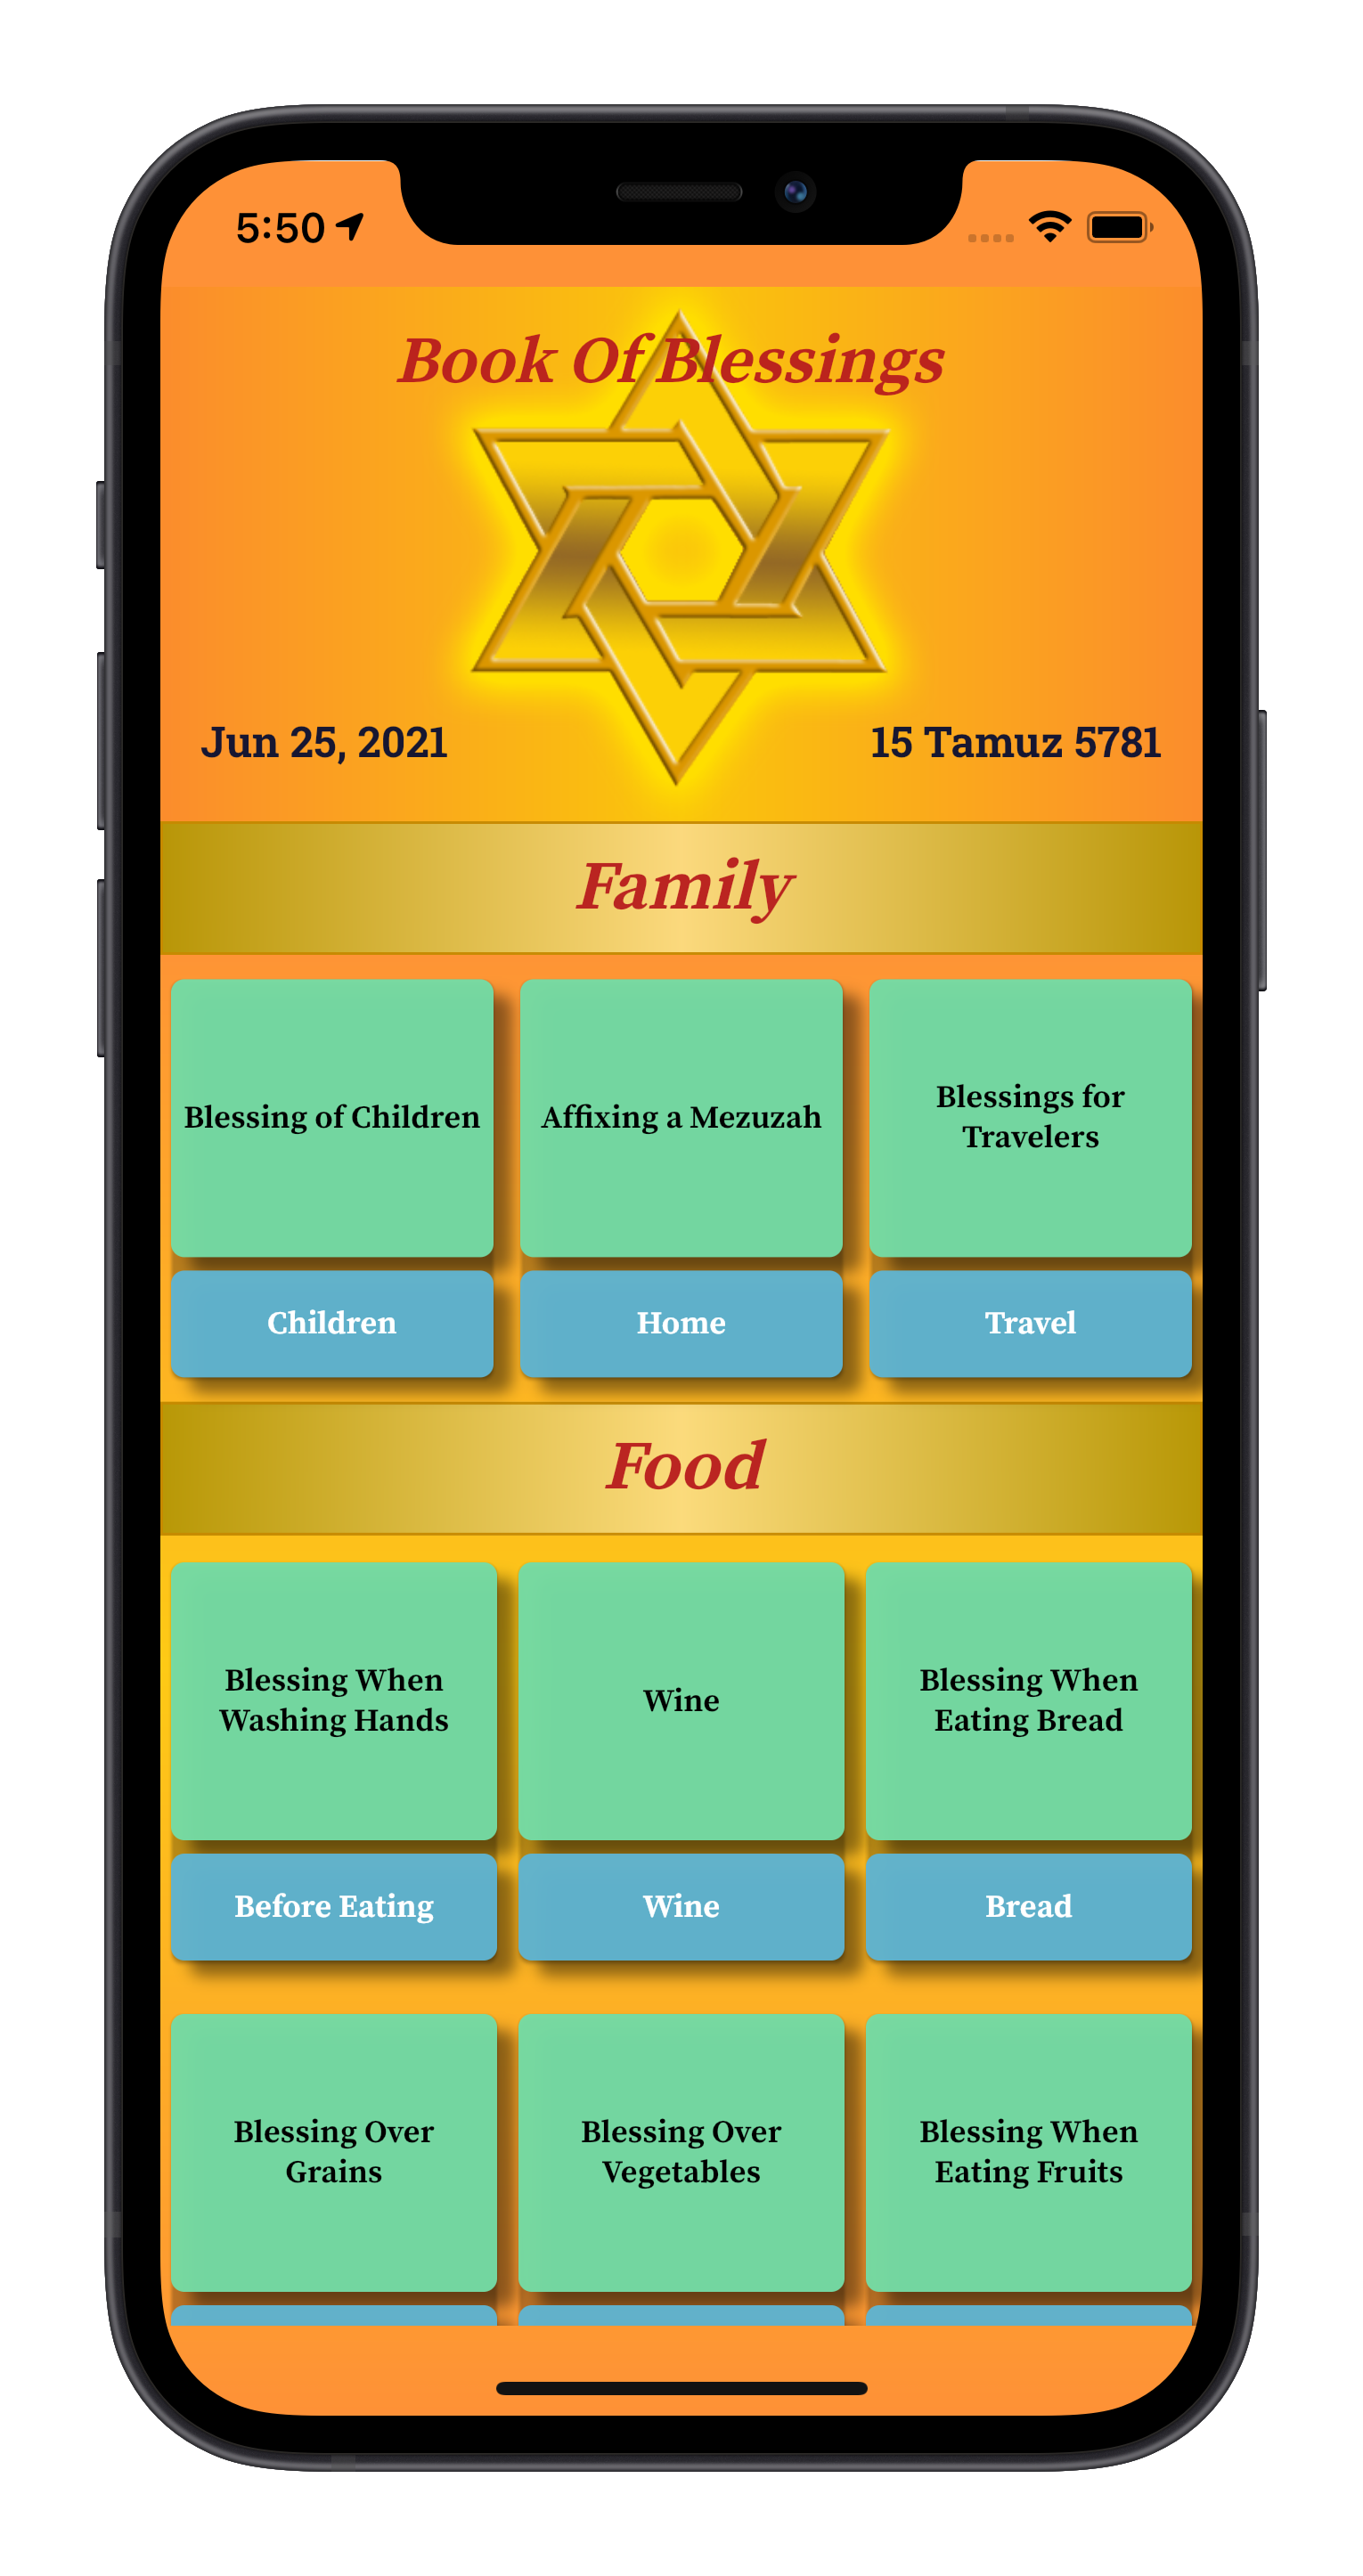 5:50
Book Of Blessings
Jun 25, 2021
15 Tamuz 5781
Family
Blessing of Children
Affixing a Mezuzah
Blessings for
Travelers
Children
Home
Travel
Food
Blessing When
Washing Hands
Wine
Blessing When
Eating Bread
Before Eating
Wine
Bread
Blessing Over
Grains
Blessing Over
Vegetables
Blessing When
Eating Fruits